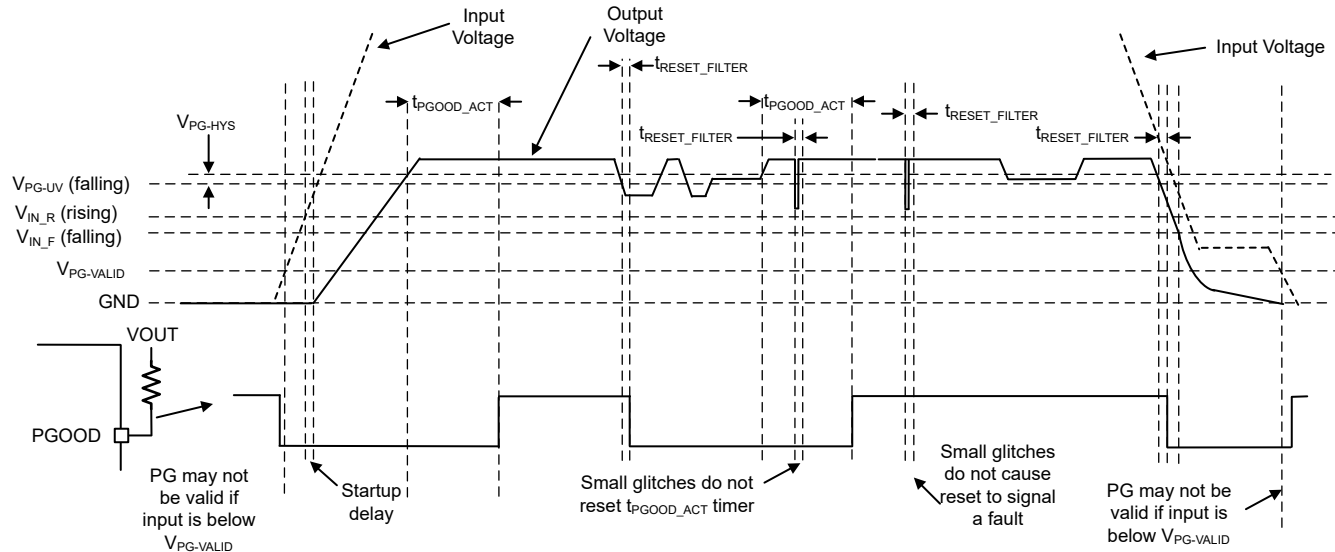 Input
Voltage
Output
Voltage
Input Voltage
tRESET_FILTER
tPGOOD_ACT
tPGOOD_ACT
tRESET_FILTER
VPG-HYS
tRESET_FILTER
tRESET_FILTER
VPG-UV (falling)
VIN_R (rising)
VIN_F (falling)
VPG-VALID
GND
VOUT
PGOOD
PG may not
be valid if
input is below
VPG-VALID
Startup
delay
Small glitches do not
reset tPGOOD_ACT timer
Small glitches
do not cause
reset to signal
a fault
PG may not be
valid if input is
below VPG-VALID